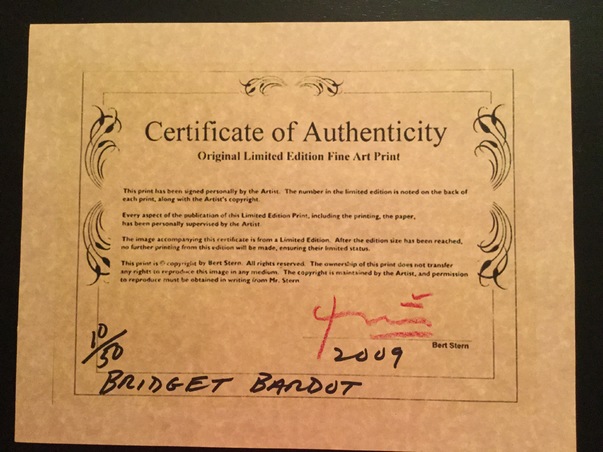 Certificate of Authenticity
Original Limited Edition Fine Art Print
This print has been signed personally by the Artist. The number in the limited edition is noted on the back of
each print, along with the Artist's copyright.
Every aspect of the publication of this Limited Edition Print, including the printing, the paper,
has been personally supervised by the Artist.
The image accompanying this certificate is from a Limited Edition. After the edition size has been reached,
no further printing from this edition will be made, ensuring their limited status.
This print is © copyright by Bert Stern. All rights reserved. The ownership of this print does not transfer
any rights to reproduce this image in any medium. The copyright is maintained by the Artist, and permission
to reproduce must be obtained in writing from Mr. Stern.
Bert Stern
2009
10/50
BRIDGET BARDOT